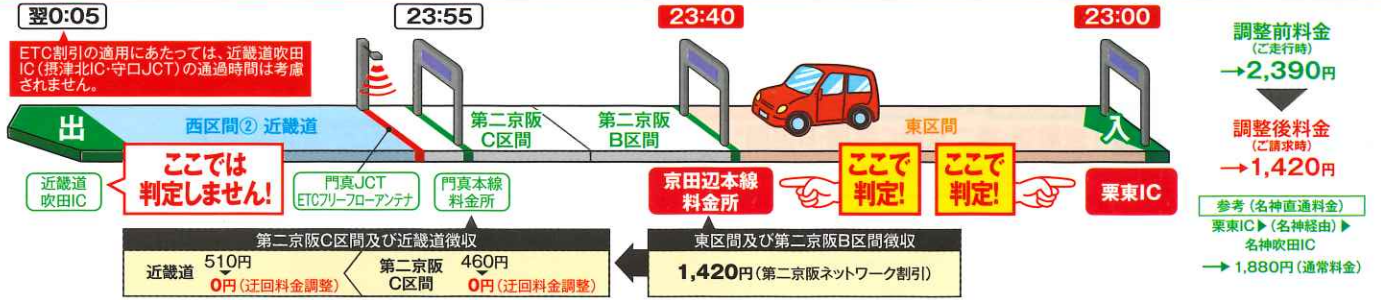 翌0:05
23:55
23:40
23:00
ETC割引の適用にあたっては、近畿道吹田
IC(摂津北IC・守口JCT)の通過時間は考慮
されません。
出
西区間② 近畿道
第二京阪
C区間
第二京阪
B区間
東区間
入
近畿道
吹田IC
ここでは
判定しません!
門真JCT
ETCフリーフローアンテナ
門真本線
料金所
京田辺本線
料金所
ここで
判定!
ここで
判定!
栗東IC
第二京阪C区間及び近畿道徴収
近畿道
510円
0円(迂回料金調整)
第二京阪
C区間
460円
0円(迂回料金調整)
東区間及び第二京阪B区間徴収
1,420円(第二京阪ネットワーク割引)
調整前料金
(ご走行時)
→2,390円
調整後料金
(ご請求時)
→1,420円
参考(名神直通料金)
栗東IC▶(名神経由)▶
名神吹田IC
→ 1,880円(通常料金)